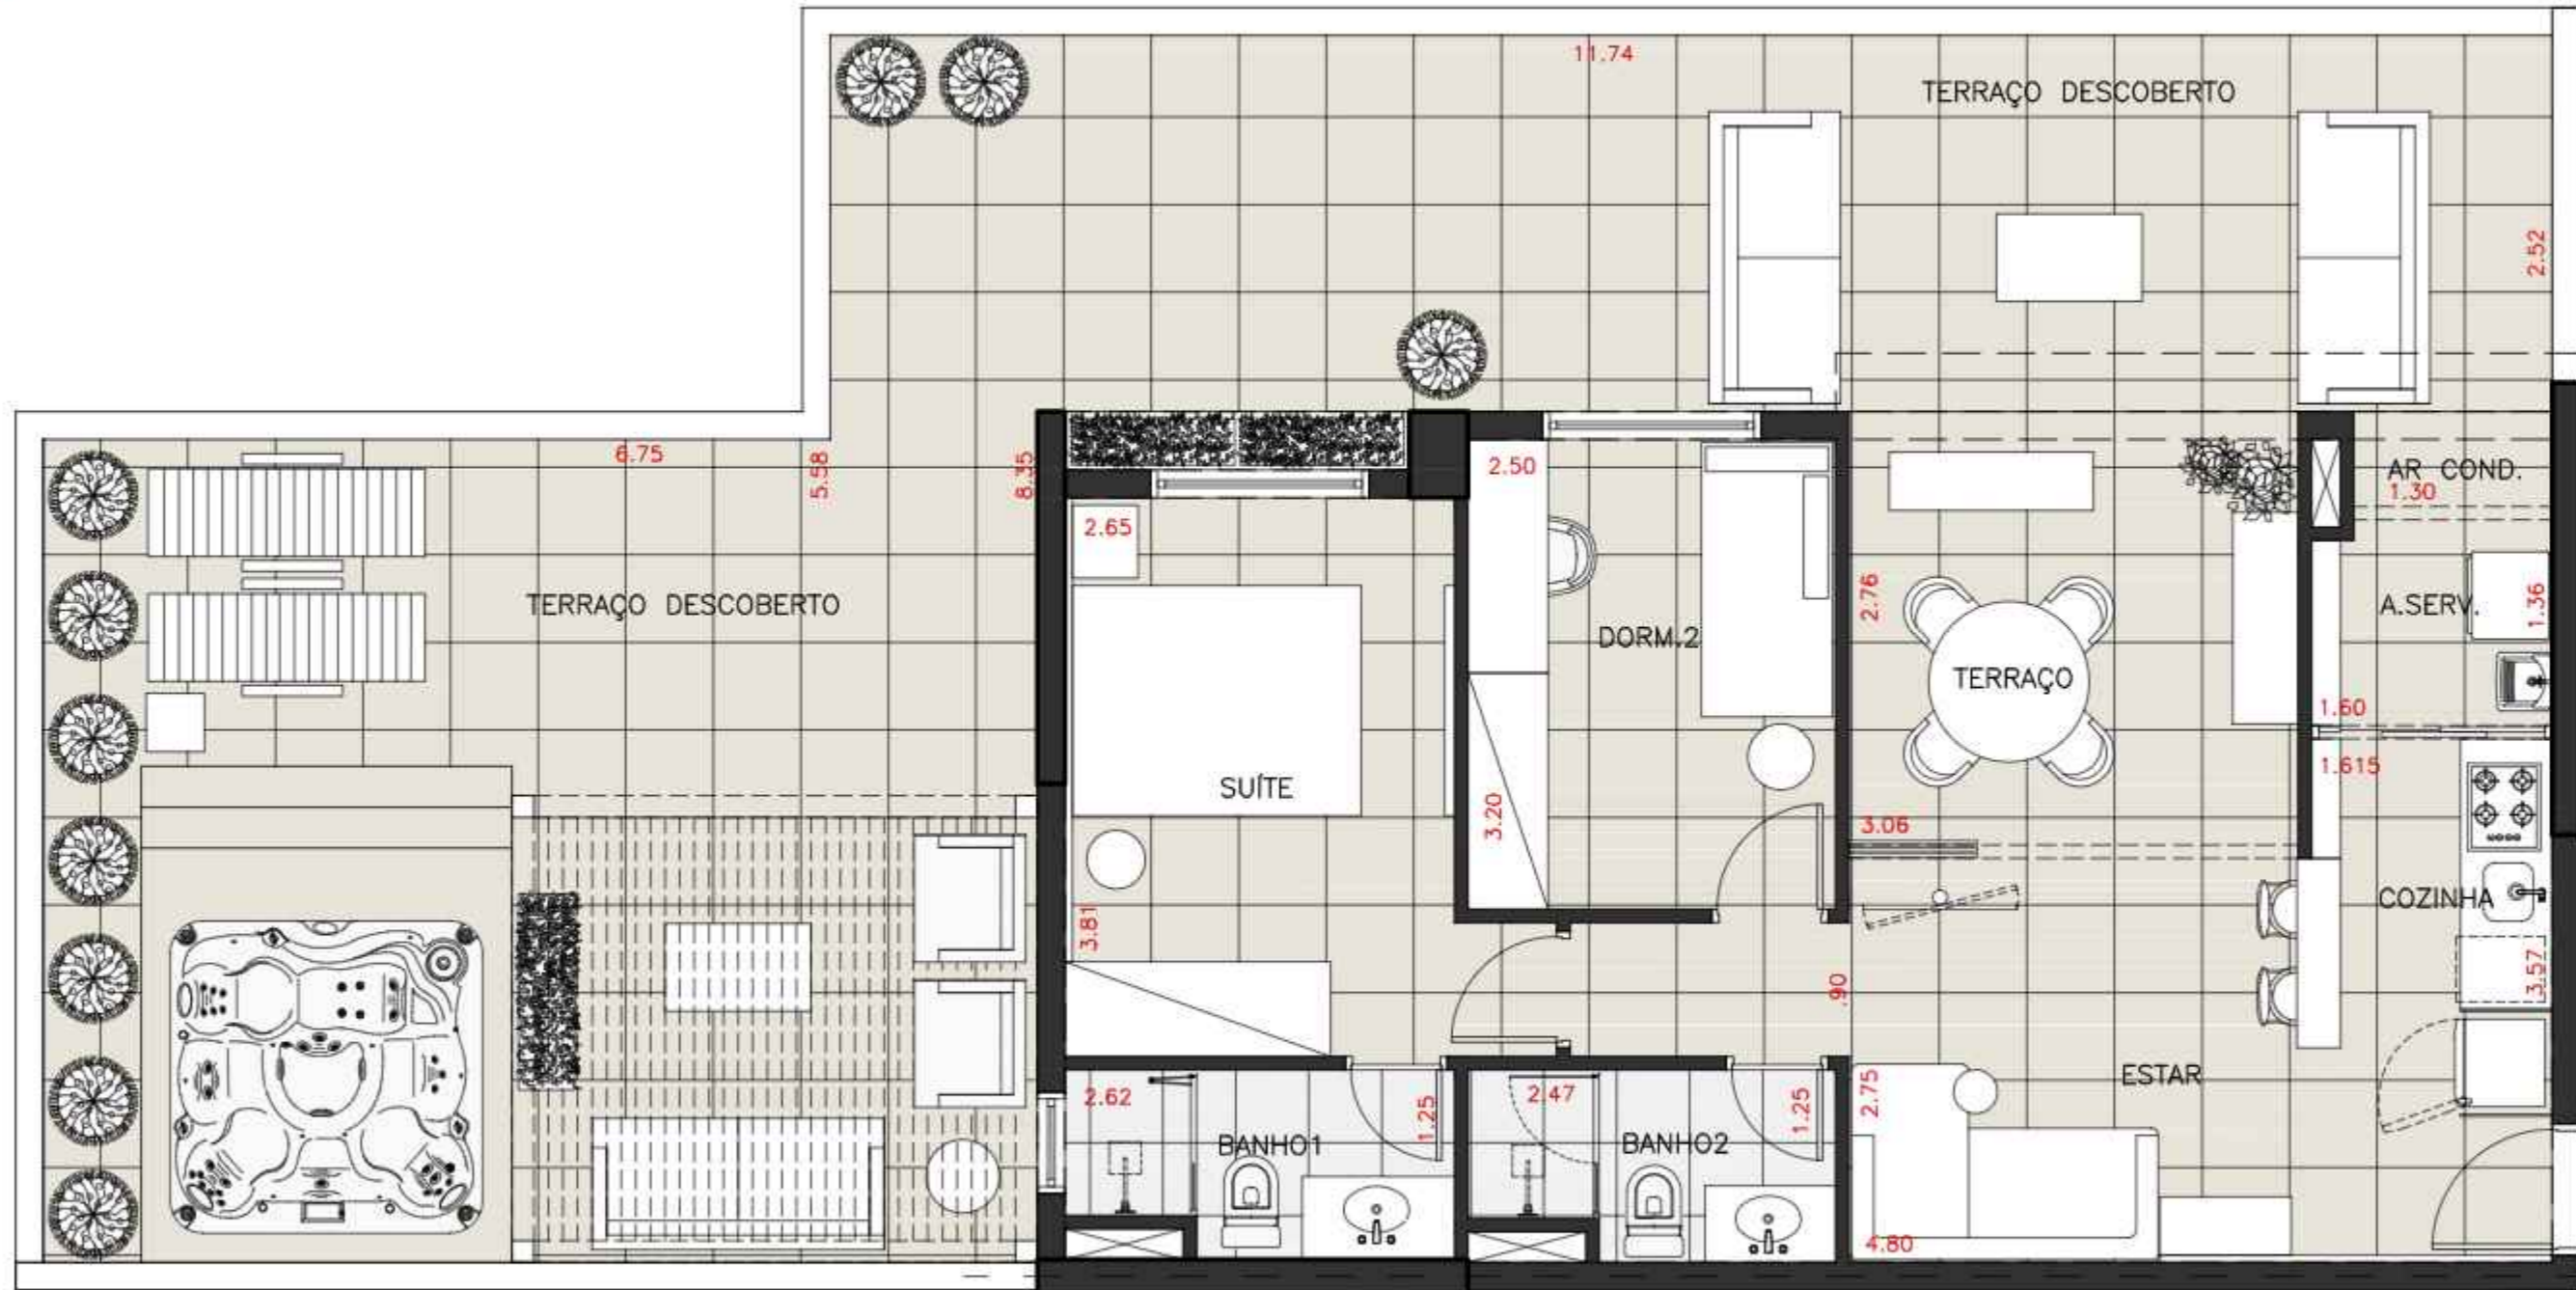 11.74
TERRAÇO DESCOBERTO
2.52
6.75
5.58
8.35
TERRAÇO DESCOBERTO
2.65
SUÍTE
3.81
2.50
DORM.2
3.20
2.76
TERRAÇO
3.06
AR COND.
1.30
A.SERV.
1.36
1.60
1.615
COZINHA
3.57
.90
ESTAR
2.75
4.80
2.62
BANHO1
1.25
2.47
BANHO2
1.25